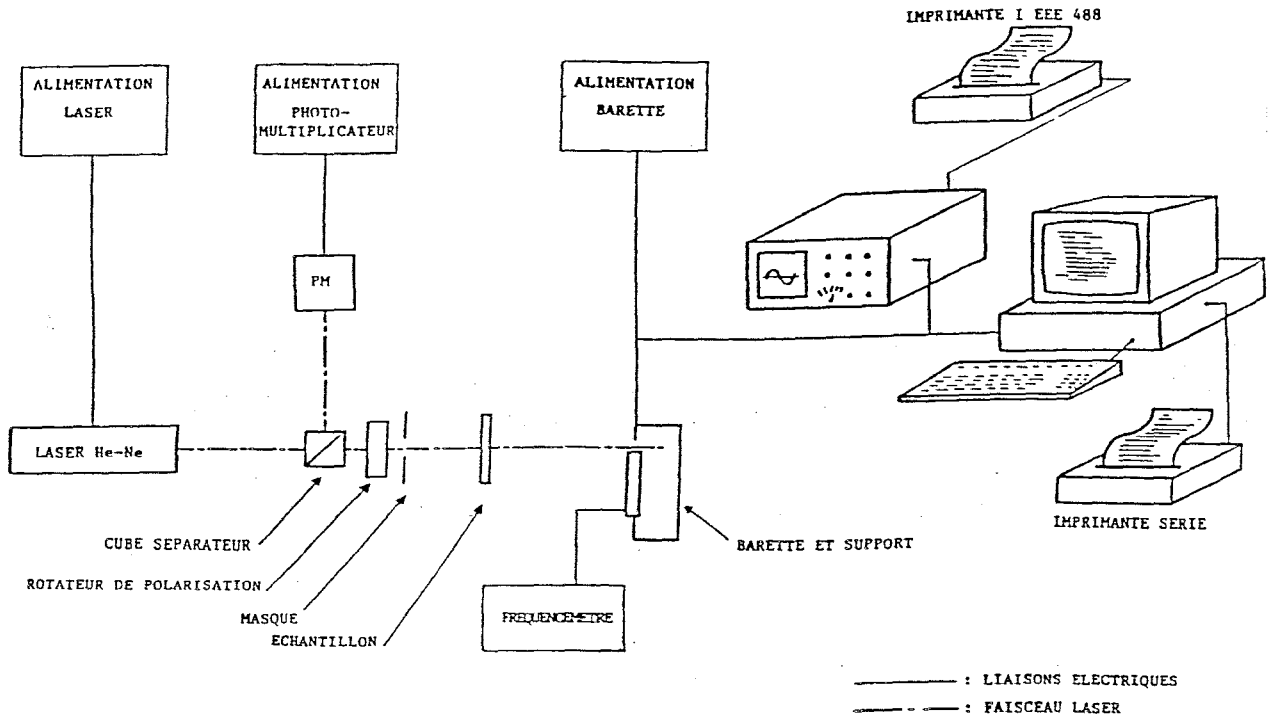 IMPRIMANTE I EEE 488
ALIMENTATION
LASER
ALIMENTATION
PHOTO-
MULTIPLICATEUR
ALIMENTATION
BARETTE
PM
LASER He-Ne
CUBE SEPARATEUR
ROTATEUR DE POLARISATION
MASQUE
ECHANTILLON
FREQUENCEMETRE
BARETTE ET SUPPORT
IMPRIMANTE SERIE
: LIAISONS ELECTRIQUES
: FAISCEAU LASER